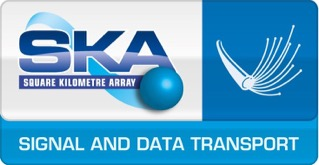 SKA
SQUARE KILOMETRE ARRAY
SIGNAL AND DATA TRANSPORT